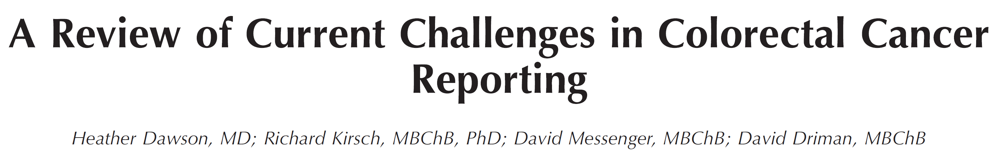 A Review of Current Challenges in Colorectal Cancer
Reporting
Heather Dawson, MD; Richard Kirsch, MBChB, PhD; David Messenger, MBChB; David Driman, MBChB